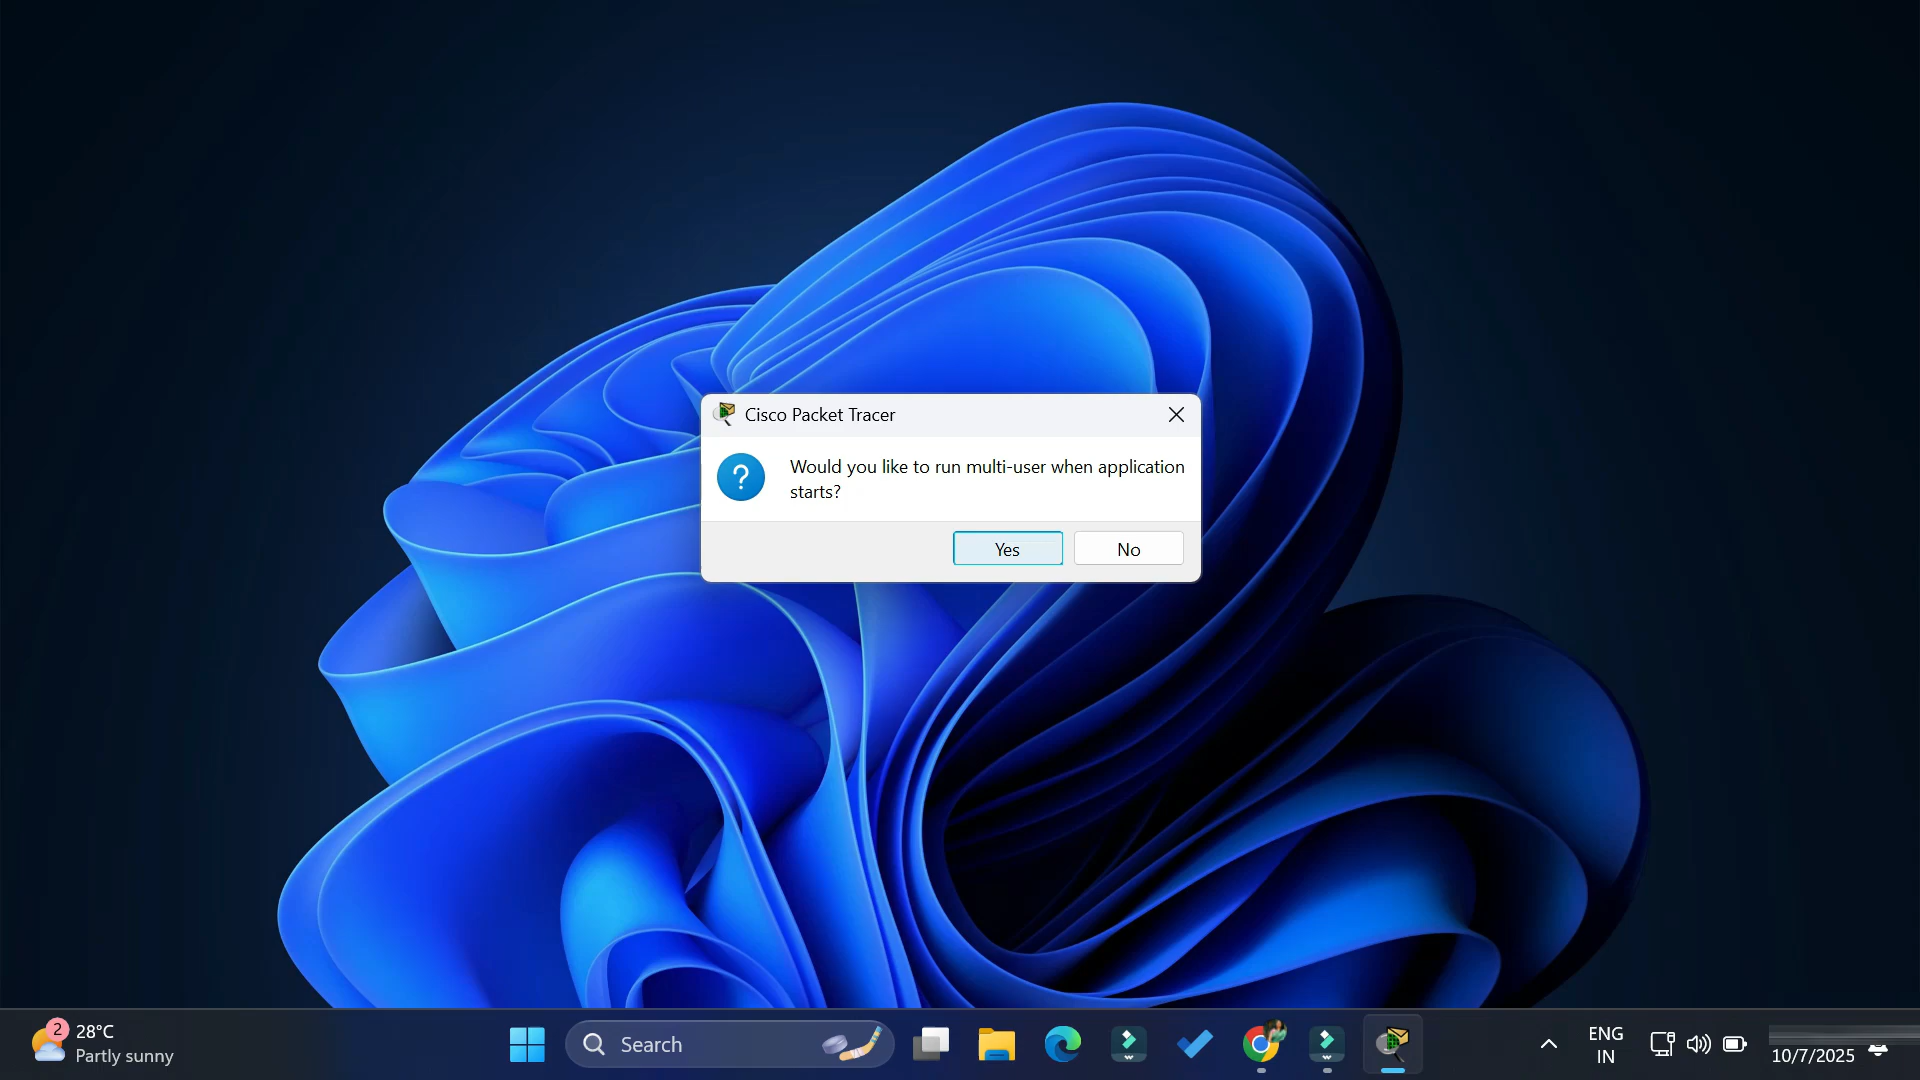 Cisco Packet Tracer
Would you like to run multi-user when application
starts?
Yes
No
2
28°C
Partly sunny
Search
ENG
IN
10/7/2025